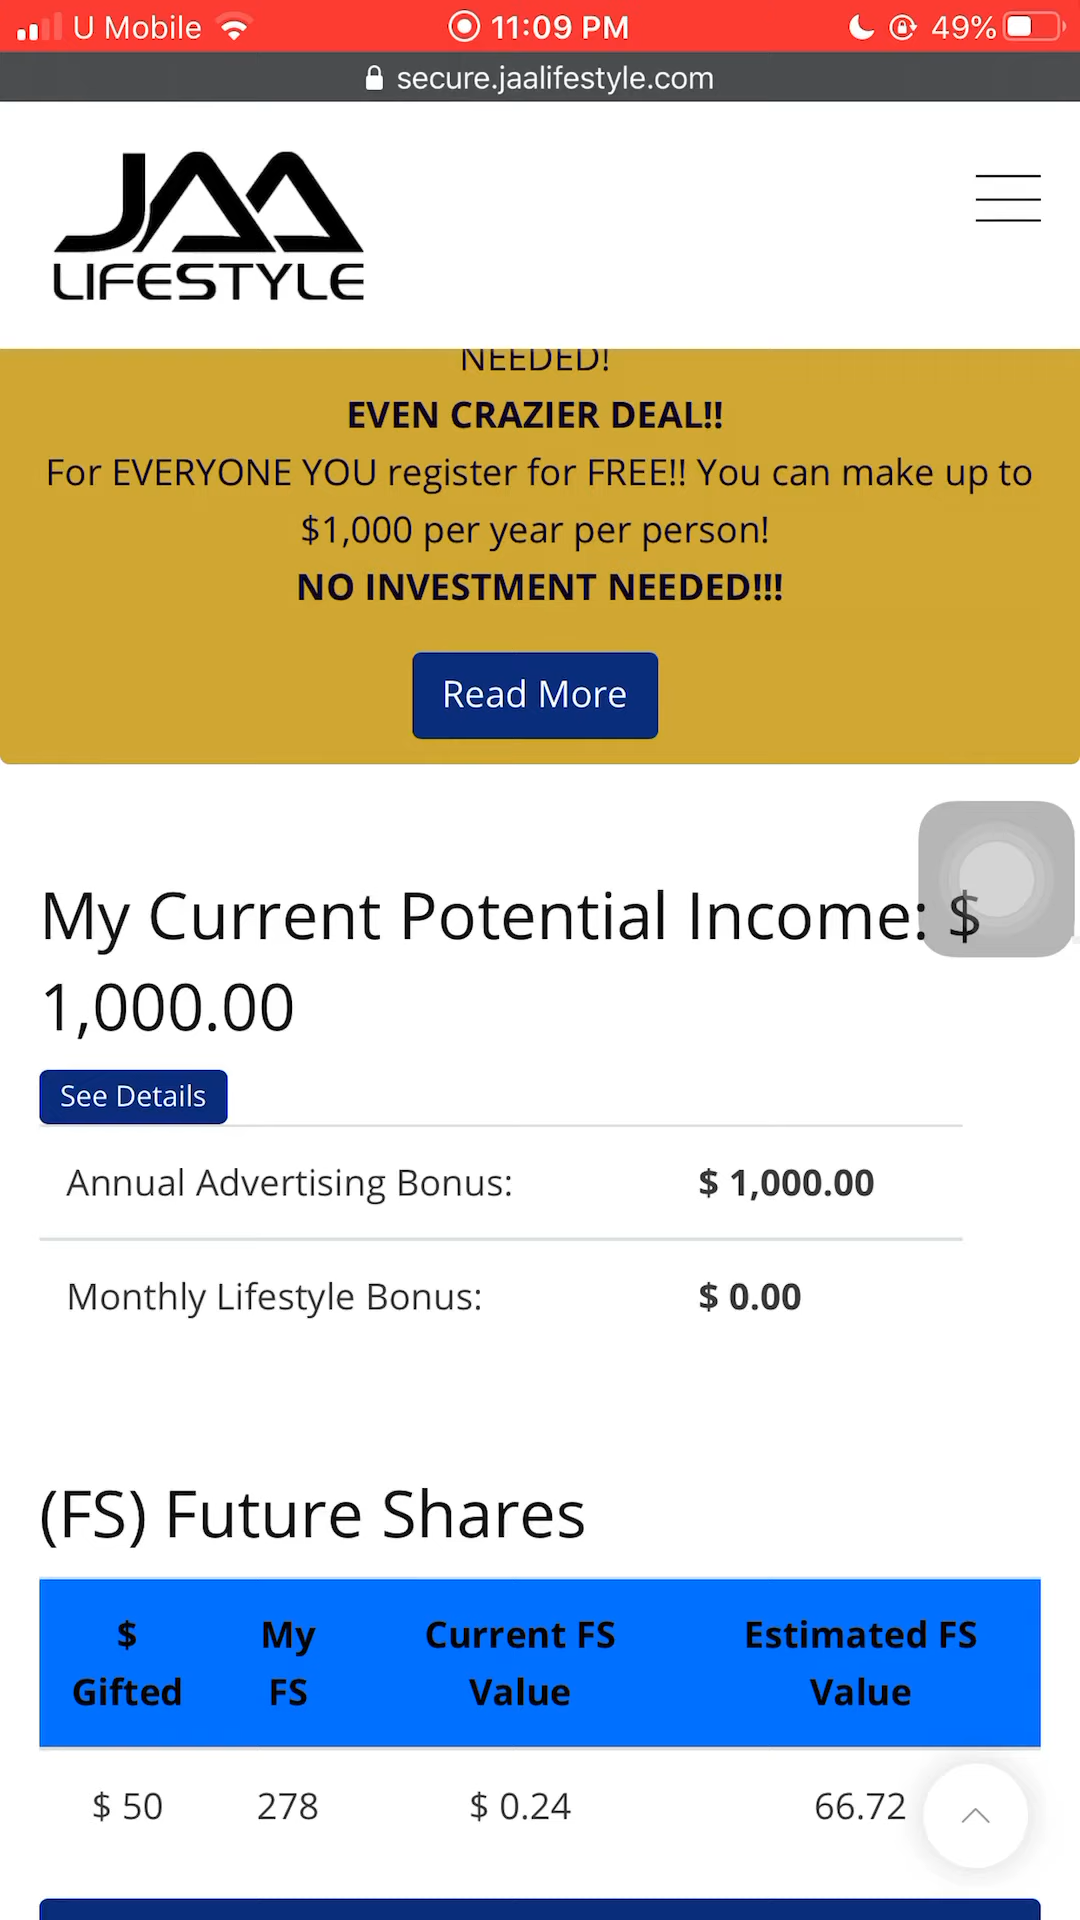 U Mobile 11:09 PM 49%
secure.jaalifestyle.com
JAA
LIFESTYLE
NEEDED!
EVEN CRAZIER DEAL!!
For EVERYONE YOU register for FREE!! You can make up to
$1,000 per year per person!
NO INVESTMENT NEEDED!!!
Read More
My Current Potential Income: $
1,000.00
See Details
Annual Advertising Bonus: $ 1,000.00
Monthly Lifestyle Bonus: $ 0.00
(FS) Future Shares
$ My Current FS Estimated FS
Gifted FS Value Value
$ 50 278 $ 0.24 66.72